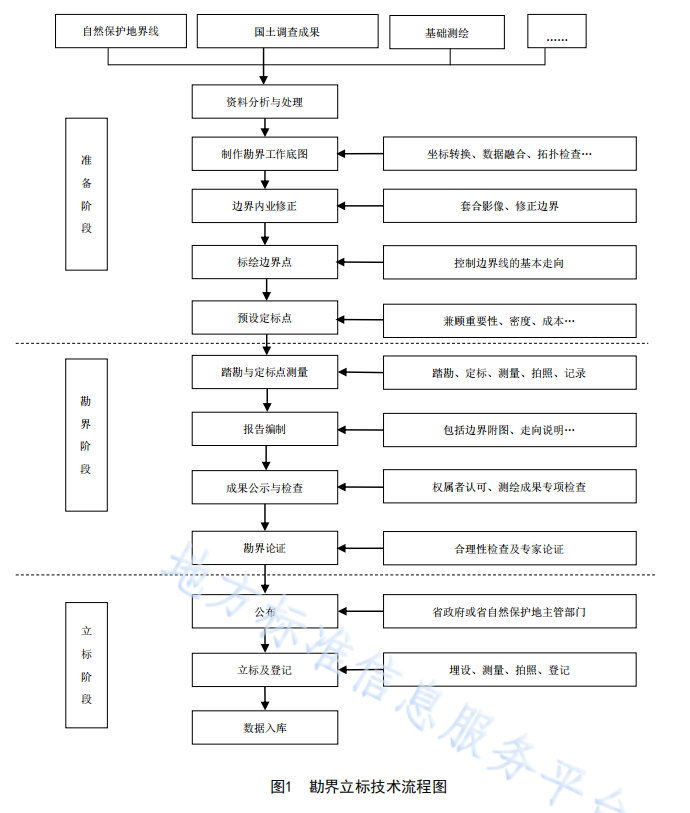 自然保护地界线
国土调查成果
基础测绘
……
资料分析与处理
准备阶段
制作勘界工作底图
坐标转换、数据融合、拓扑检查…
边界内业修正
套合影像、修正边界
标绘边界点
控制边界线的基本走向
预设定标点
兼顾重要性、密度、成本…
勘界阶段
踏勘与定标点测量
踏勘、定标、测量、拍照、记录
报告编制
包括边界附图、走向说明…
成果公示与检查
权属者认可、测绘成果专项检查
勘界论证
合理性检查及专家论证
立标阶段
公布
省政府或省自然保护地主管部门
立标及登记
埋设、测量、拍照、登记
数据入库
图1 勘界立标技术流程图
地方标准信息服务平台